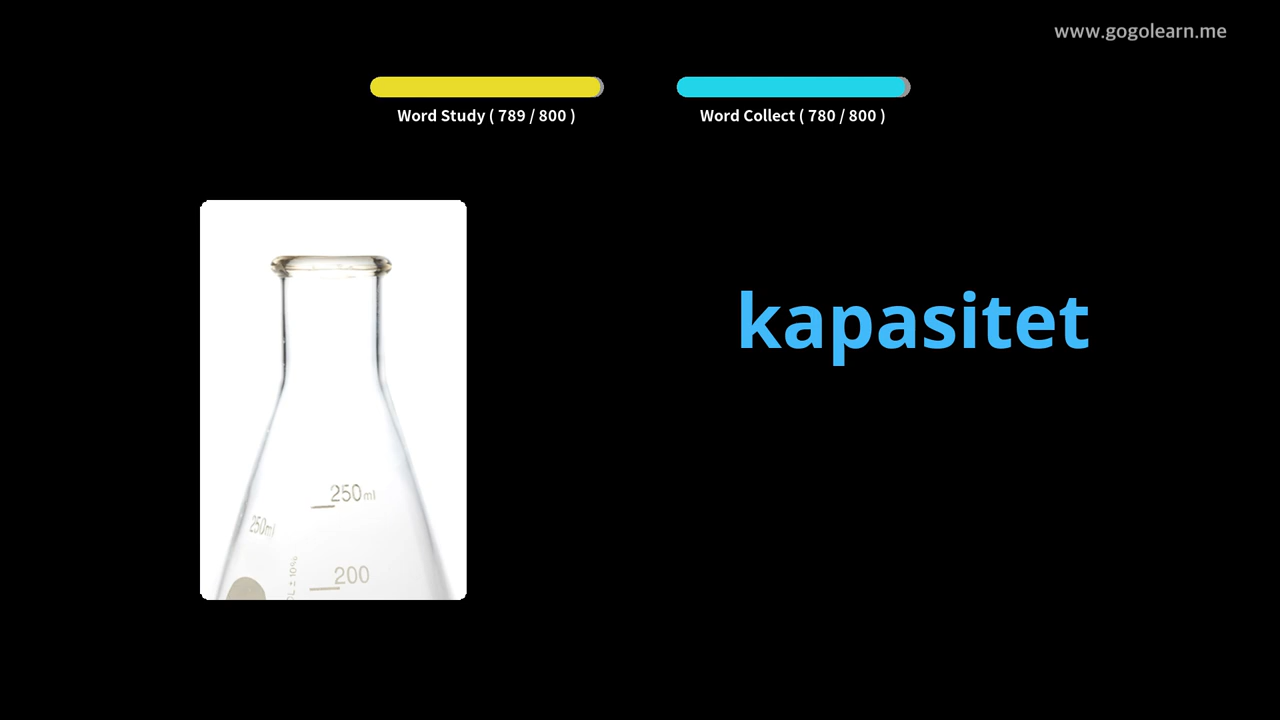 www.gogolearn.me
Word Study ( 789 / 800 )
Word Collect ( 780 / 800 )
kapasitet
250ml
250ml
200